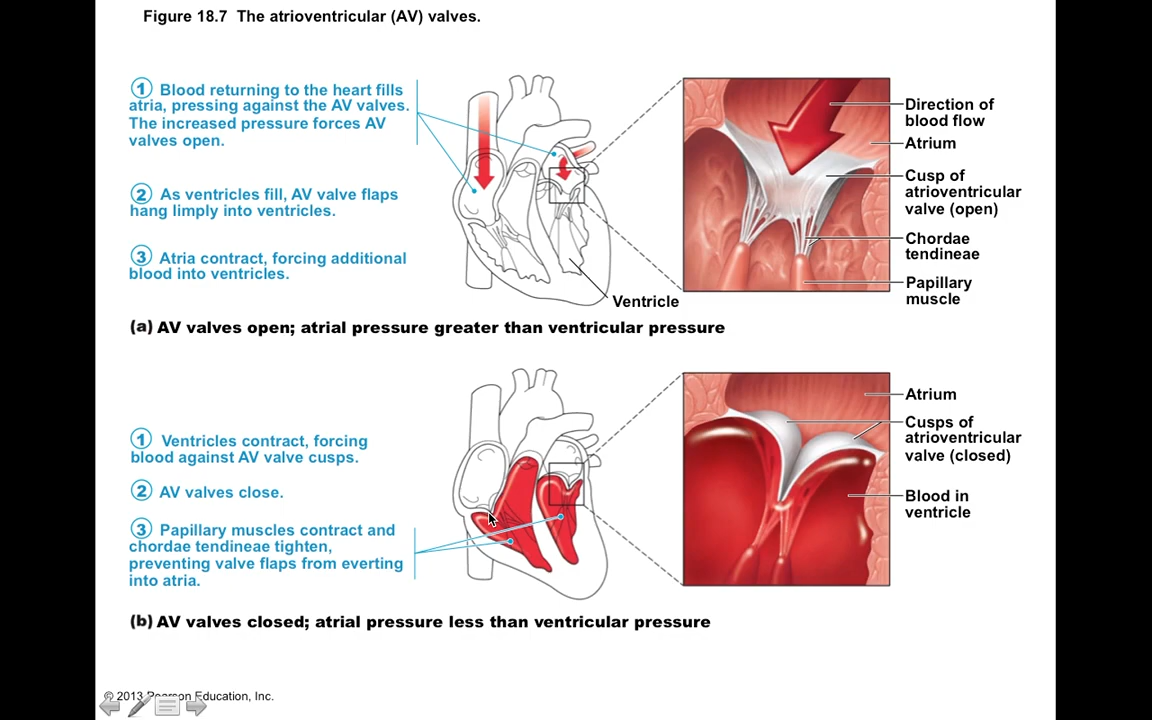 Figure 18.7 The atrioventricular (AV) valves.
1 Blood returning to the heart fills
atria, pressing against the AV valves.
The increased pressure forces AV
valves open.
2 As ventricles fill, AV valve flaps
hang limply into ventricles.
3 Atria contract, forcing additional
blood into ventricles.
Direction of
blood flow
Atrium
Cusp of
atrioventricular
valve (open)
Chordae
tendineae
Papillary
muscle
Ventricle
(a) AV valves open; atrial pressure greater than ventricular pressure
1 Ventricles contract, forcing
blood against AV valve cusps.
2 AV valves close.
3 Papillary muscles contract and
chordae tendineae tighten,
preventing valve flaps from everting
into atria.
Atrium
Cusps of
atrioventricular
valve (closed)
Blood in
ventricle
(b) AV valves closed; atrial pressure less than ventricular pressure
© 2013 Pearson Education, Inc.